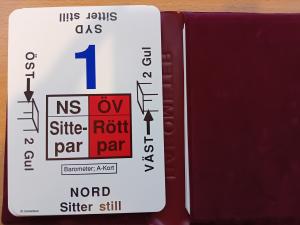 SYD
Sitter still
1
ÖST
2 Gul
2 Gul
VÄST
NS ÖV
Sitte- Rött
par par
Barometer; A-Kort
NORD
Sitter still